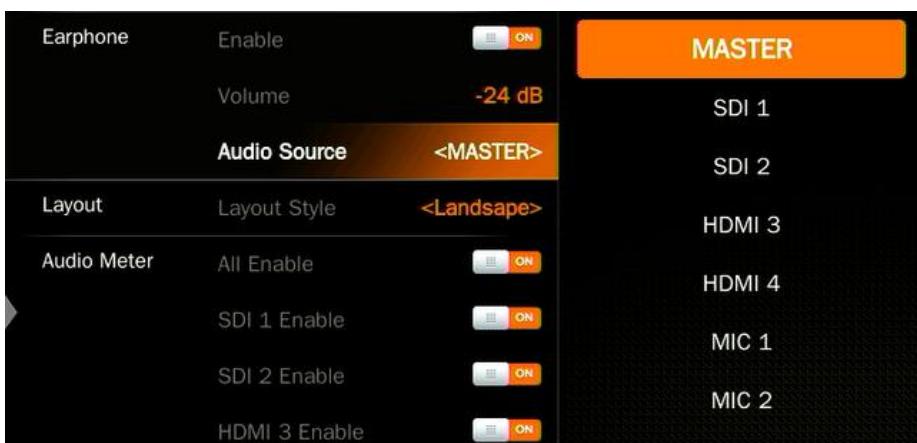 Earphone Enable ON
Volume -24 dB
Audio Source <MASTER>
Layout Layout Style <Landsape>
Audio Meter All Enable ON
SDI 1 Enable ON
SDI 2 Enable ON
HDMI 3 Enable ON
MASTER
SDI 1
SDI 2
HDMI 3
HDMI 4
MIC 1
MIC 2